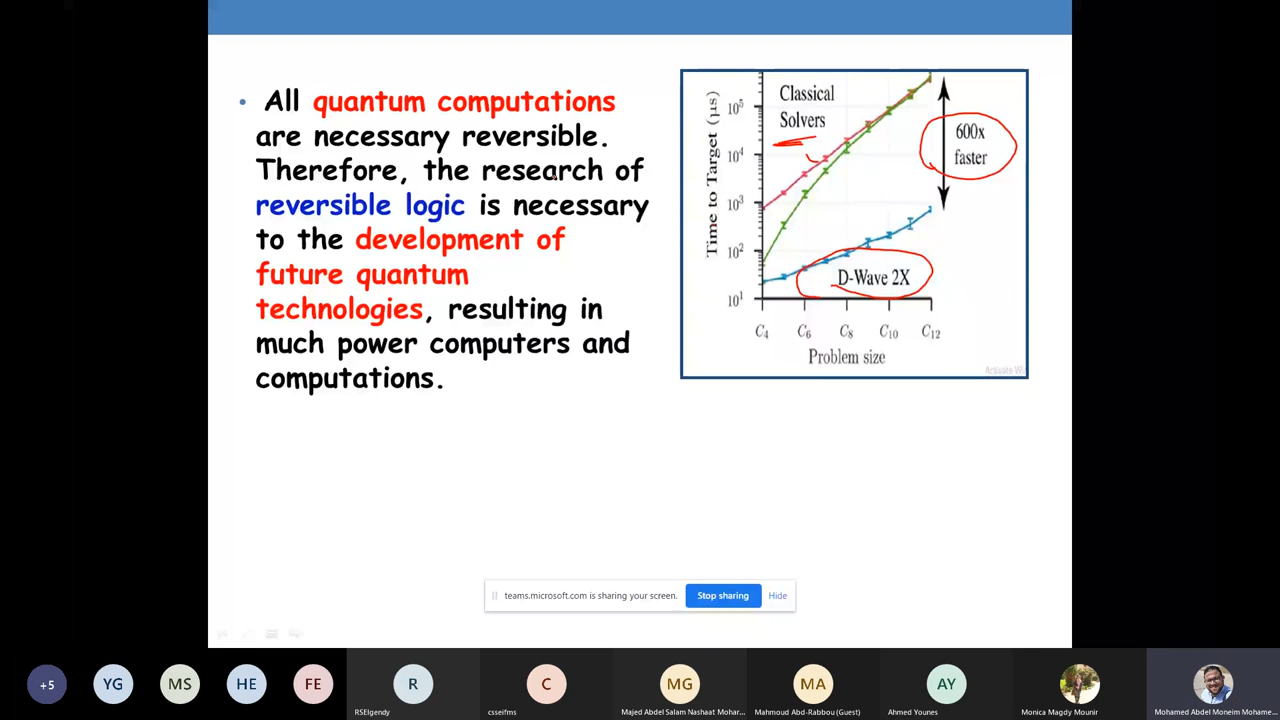 • All quantum computations
are necessary reversible.
Therefore, the research of
reversible logic is necessary
to the development of
future quantum
technologies, resulting in
much power computers and
computations.
Classical
Solvers
600x
faster
D-Wave 2X
Time to Target (μs)
10⁵
10⁴
10³
10²
10¹
C₄ C₆ C₈ C₁₀ C₁₂
Problem size
teams.microsoft.com is sharing your screen. Stop sharing Hide
+5 YG MS HE FE R C MG MA AY
RSElgendy csseifms Majed Abdel Salam Nashaat Mohar... Mahmoud Abd-Rabbou (Guest) Ahmed Younes Monica Magdy Mounir Mohamed Abdel Moneim Mohame...